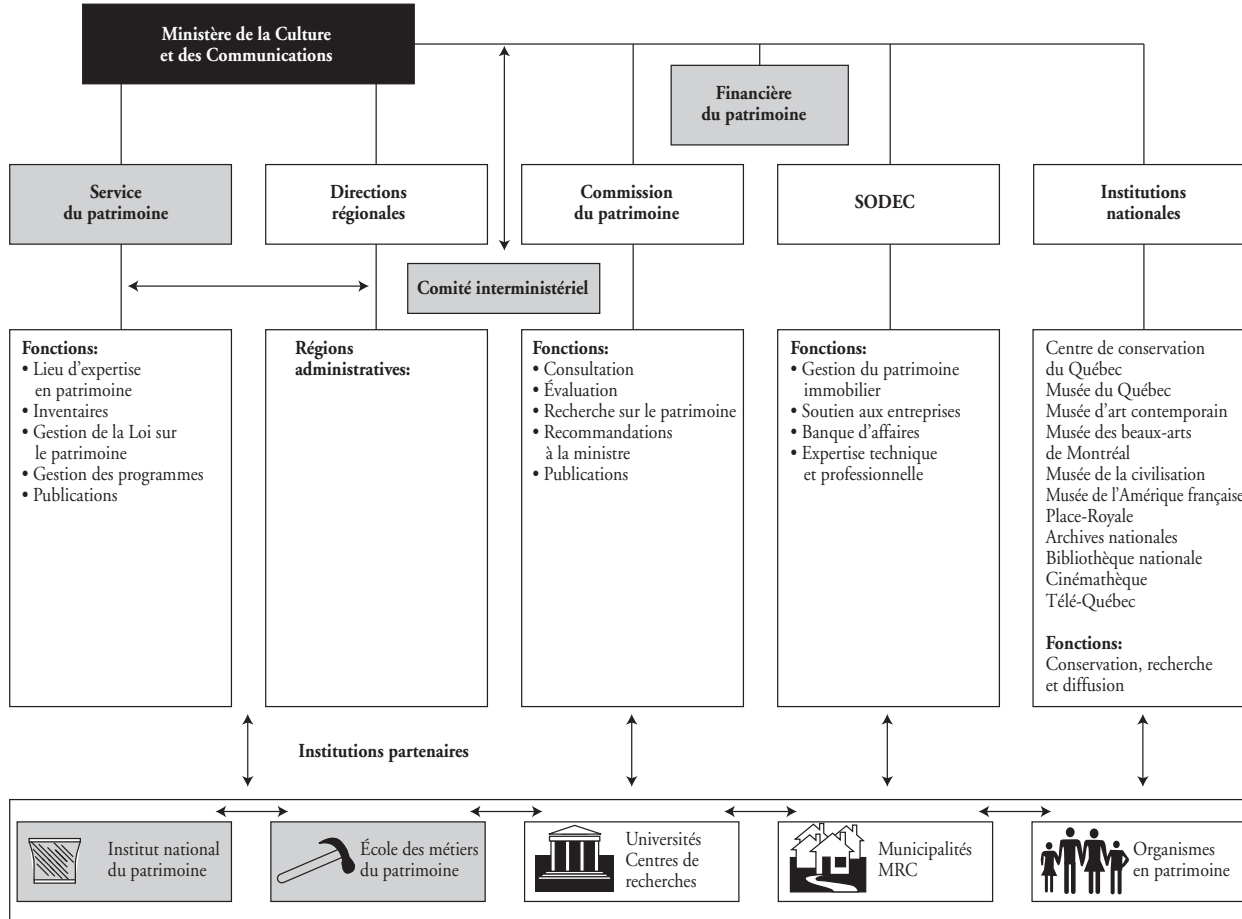 Ministère de la Culture
et des Communications
Financière
du patrimoine
Service
du patrimoine
Directions
régionales
Commission
du patrimoine
SODEC
Institutions
nationales
Comité interministériel
Fonctions:
• Lieu d'expertise
en patrimoine
• Inventaires
• Gestion de la Loi sur
le patrimoine
• Gestion des programmes
• Publications
Régions
administratives:
Fonctions:
• Consultation
• Évaluation
• Recherche sur le patrimoine
• Recommandations
à la ministre
• Publications
Fonctions:
• Gestion du patrimoine
immobilier
• Soutien aux entreprises
• Banque d'affaires
• Expertise technique
et professionnelle
Centre de conservation
du Québec
Musée du Québec
Musée d'art contemporain
Musée des beaux-arts
de Montréal
Musée de la civilisation
Musée de l'Amérique française
Place-Royale
Archives nationales
Bibliothèque nationale
Cinémathèque
Télé-Québec
Fonctions:
Conservation, recherche
et diffusion
Institutions partenaires
Institut national
du patrimoine
École des métiers
du patrimoine
Universités
Centres de
recherches
Municipalités
MRC
Organismes
en patrimoine